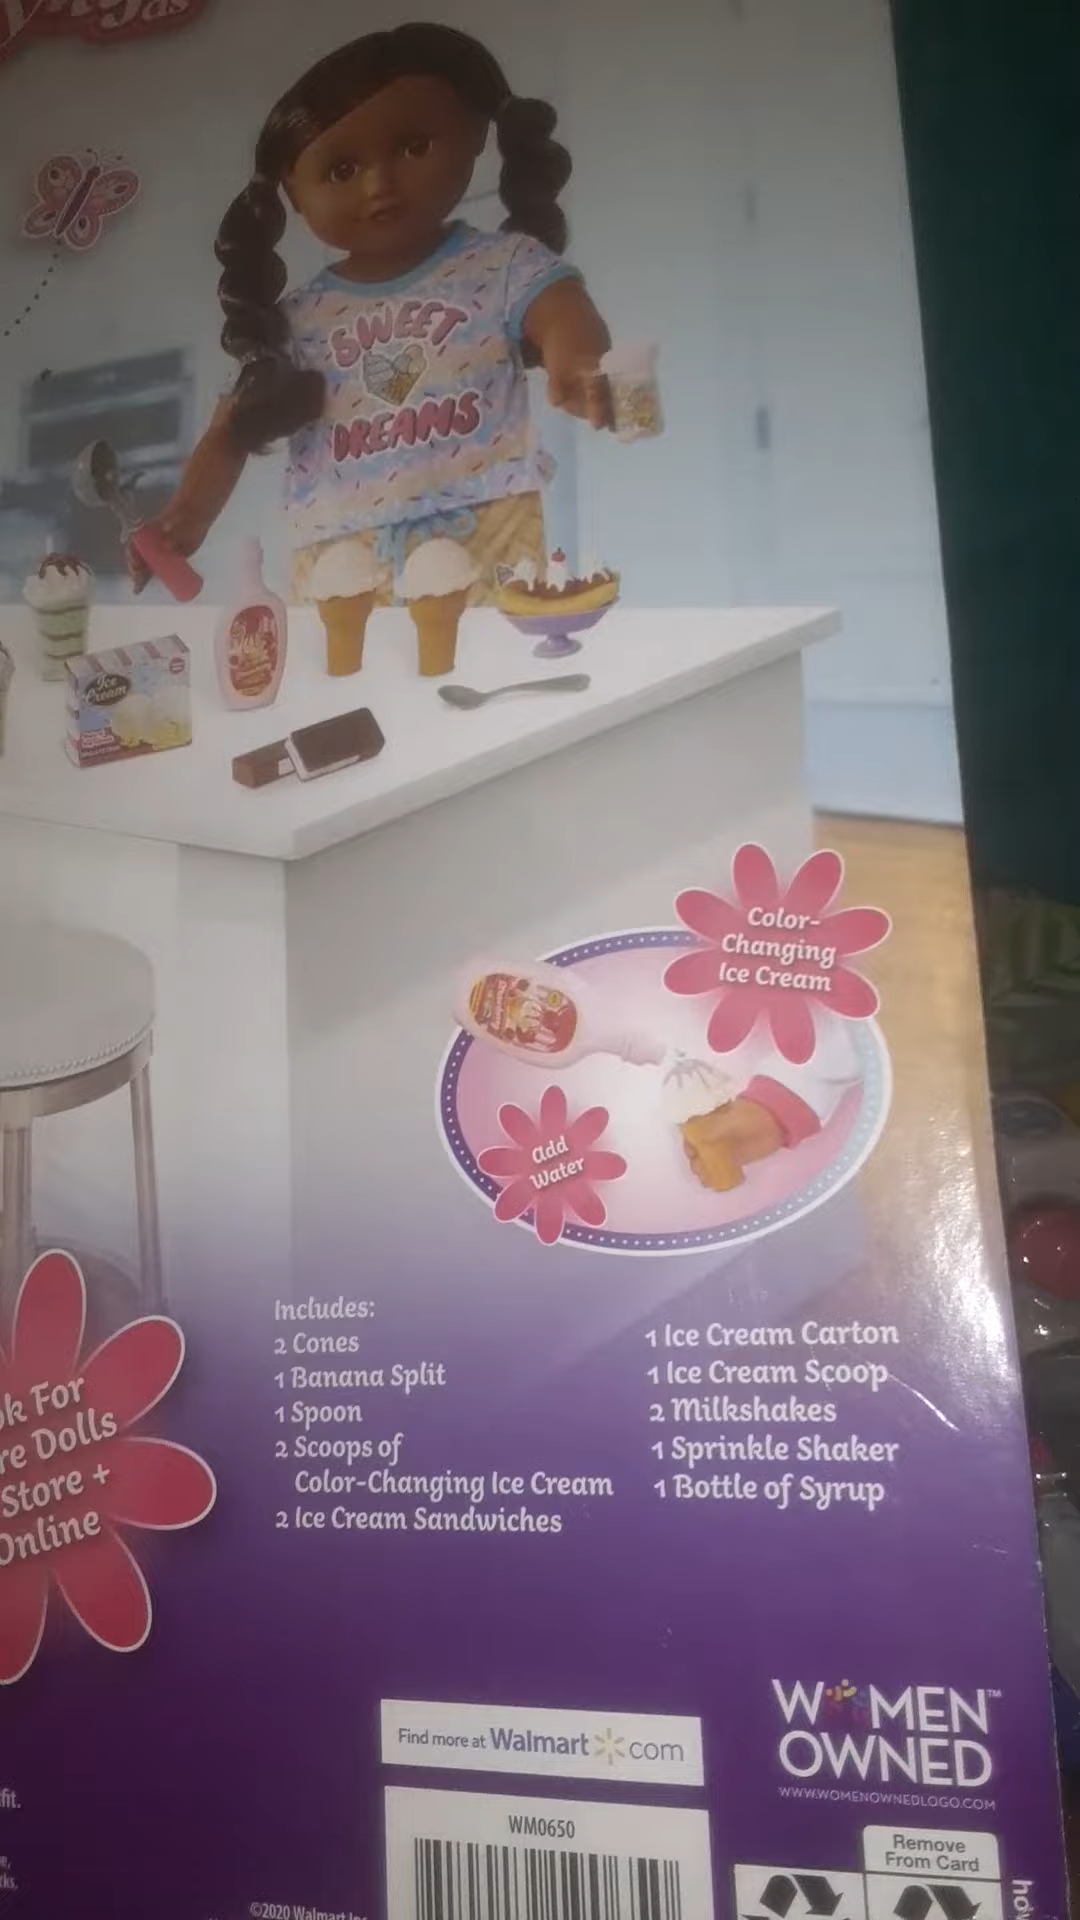 SWEET
DREAMS
Ice
Cream
Color-
Changing
Ice Cream
add
Water
Includes:
2 Cones
1 Banana Split
1 Spoon
2 Scoops of
Color-Changing Ice Cream
2 Ice Cream Sandwiches
1 Ice Cream Carton
1 Ice Cream Scoop
2 Milkshakes
1 Sprinkle Shaker
1 Bottle of Syrup
For
Dolls
Store +
Online
Find more at Walmart com
WOMEN™
OWNED
WWW.WOMENOWNEDLOGO.COM
WM0650
Remove
From Card
©2020 Walmart